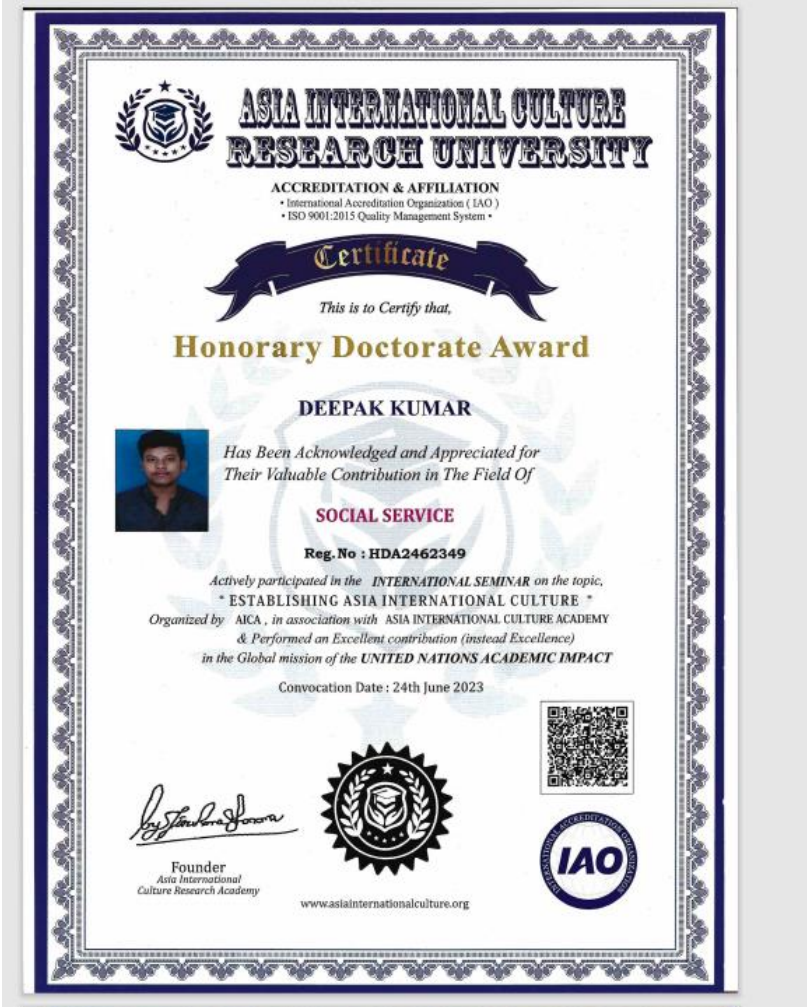 ASIA INTERNATIONAL CULTURE
RESEARCH UNIVERSITY
ACCREDITATION & AFFILIATION
• International Accreditation Organization ( IAO )
• ISO 9001:2015 Quality Management System •
Certificate
This is to Certify that,
Honorary Doctorate Award
DEEPAK KUMAR
Has Been Acknowledged and Appreciated for
Their Valuable Contribution in The Field Of
SOCIAL SERVICE
Reg. No : HDA2462349
Actively participated in the INTERNATIONAL SEMINAR on the topic,
" ESTABLISHING ASIA INTERNATIONAL CULTURE "
Organized by AICA , in association with ASIA INTERNATIONAL CULTURE ACADEMY
& Performed an Excellent contribution (instead Excellence)
in the Global mission of the UNITED NATIONS ACADEMIC IMPACT
Convocation Date : 24th June 2023
Founder
Asia International
Culture Research Academy
www.asiainternationalculture.org
INTERNATIONAL ACCREDITATION ORGANIZATION
IAO